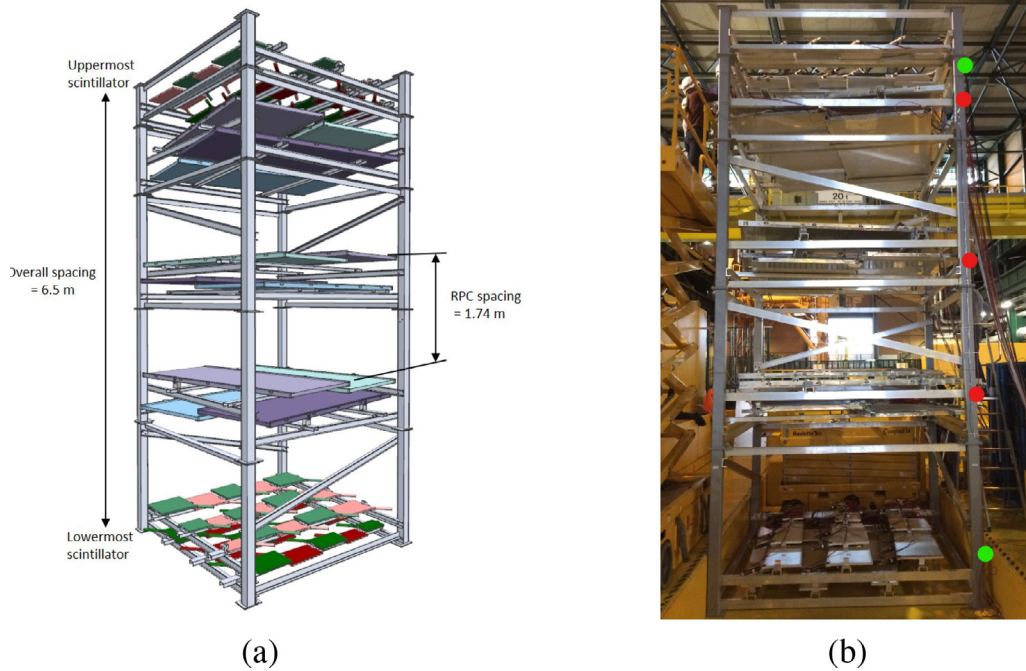 Uppermost
scintillator
Overall spacing
= 6.5 m
RPC spacing
= 1.74 m
Lowermost
scintillator
20 t
(a)
(b)